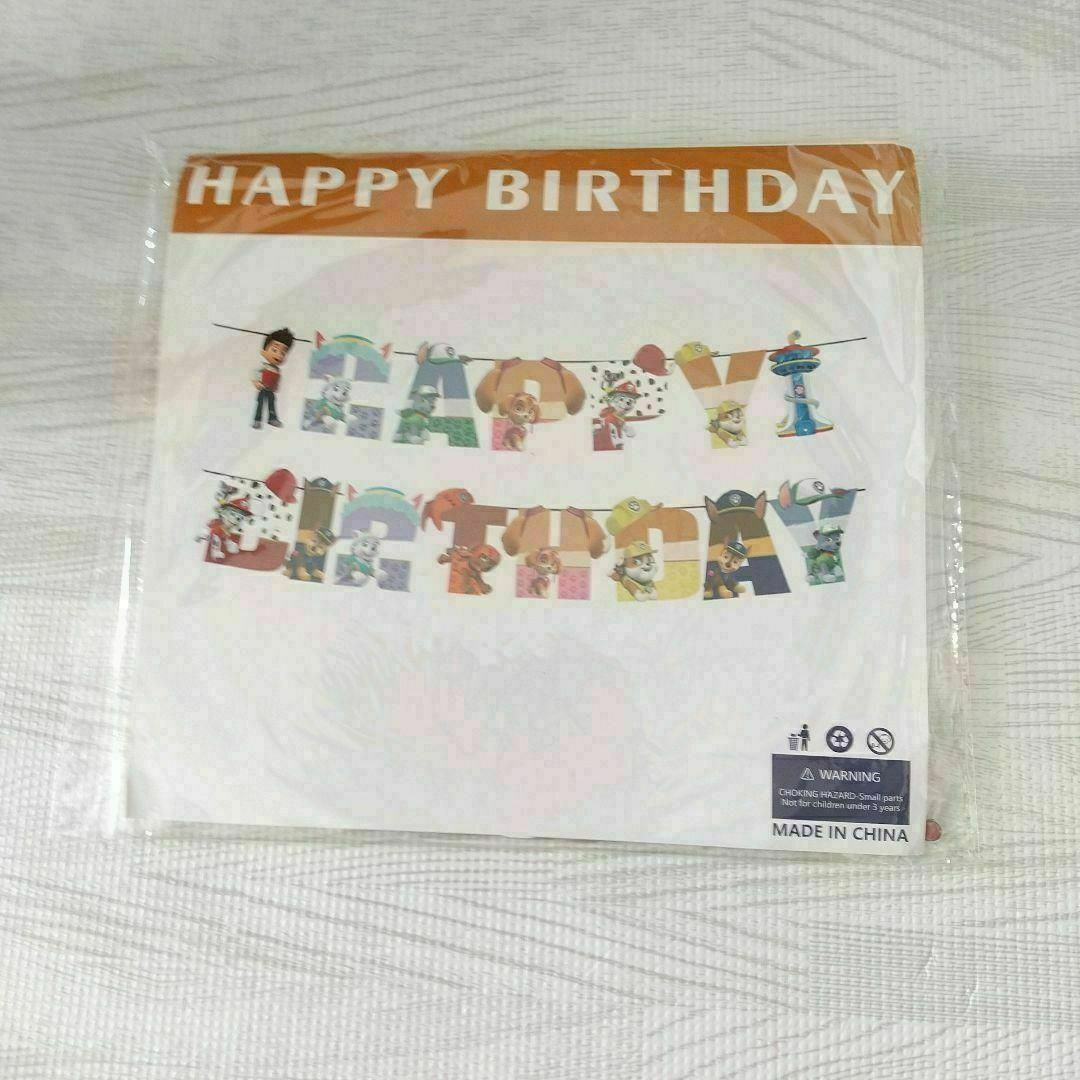 HAPPY BIRTHDAY
HAPPY
BIRTHDAY
WARNING
CHOKING HAZARD-Small parts
Not for children under 3 years
MADE IN CHINA